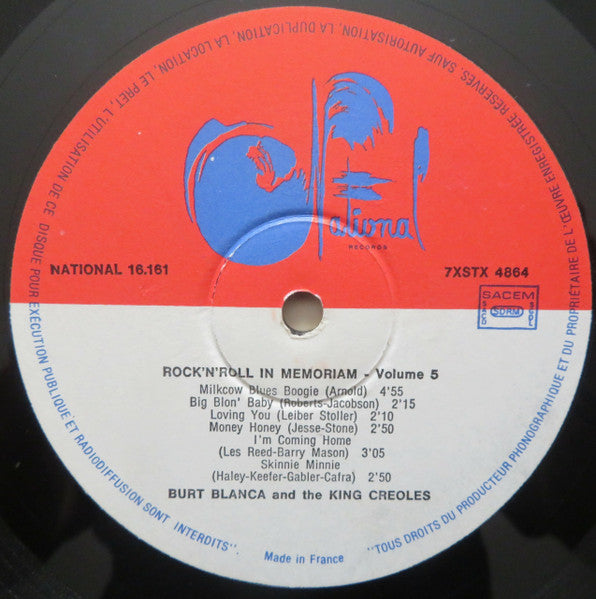 "TOUS DROITS DU PRODUCTEUR PHONOGRAPHIQUE ET DU PROPRIÉTAIRE DE L'ŒUVRE ENREGISTRÉE RÉSERVÉS. SAUF AUTORISATION, LA DUPLICATION, LA LOCATION, LE PRET, L'UTILISATION DE CE DISQUE POUR EXÉCUTION PUBLIQUE ET RADIODIFFUSION SONT INTERDITS".
National
RECORDS
NATIONAL 16.161
7XSTX 4864
SACEM
SDRM
ROCK'N'ROLL IN MEMORIAM - Volume 5
Milkcow Blues Boogie (Arnold) 4'55
Big Blon' Baby (Roberts-Jacobson) 2'15
Loving You (Leiber Stoller) 2'10
Money Honey (Jesse-Stone) 2'50
I'm Coming Home
(Les Reed-Barry Mason) 3'05
Skinnie Minnie
(Haley-Keefer-Gabler-Cafra) 2'50
BURT BLANCA and the KING CREOLES
Made in France